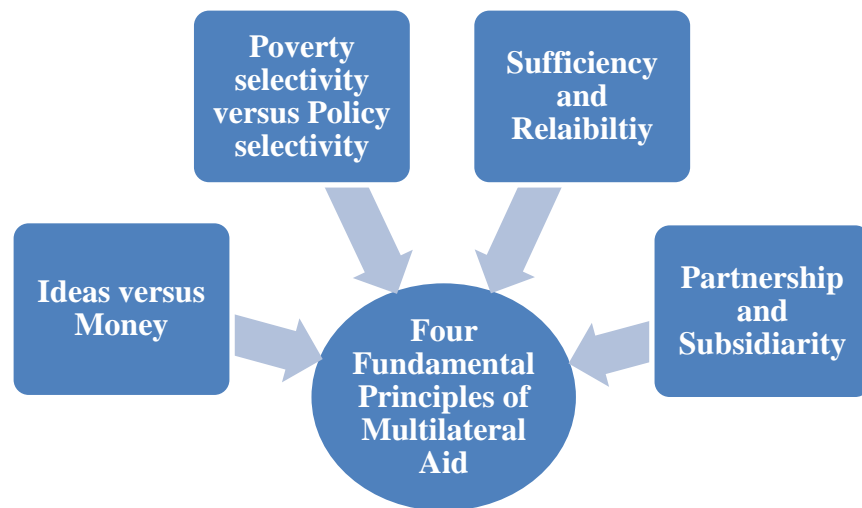 Poverty
selectivity
versus Policy
selectivity
Sufficiency
and
Relaibiltiy
Ideas versus
Money
Partnership
and
Subsidiarity
Four
Fundamental
Principles of
Multilateral
Aid